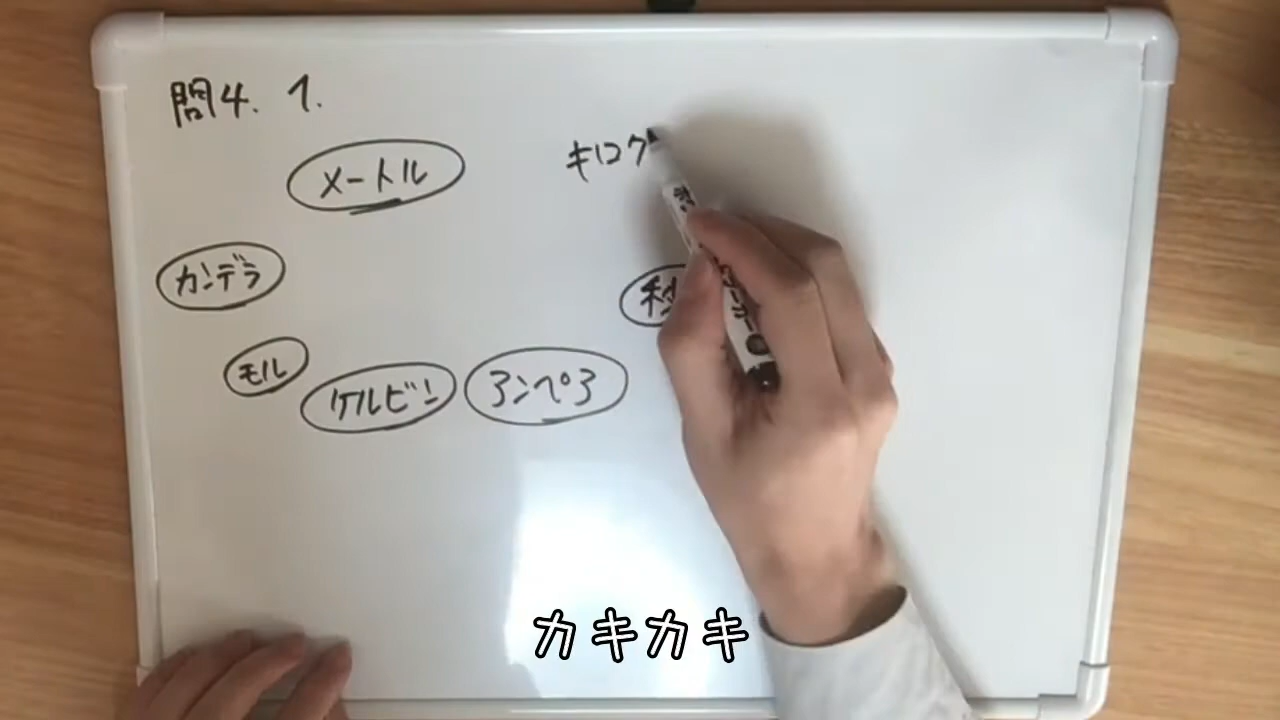 問4. 1.
メートル
キログ
カンデラ
秒
モル
ケルビン
アンペア
カキカキ